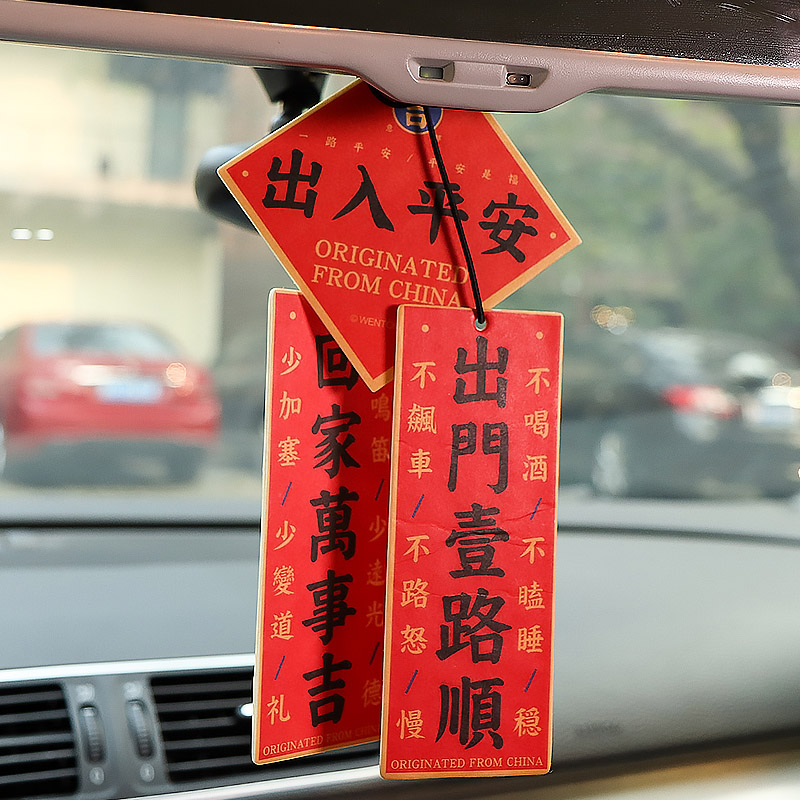 一路平安/平安是福
出入平安
ORIGINATED
FROM CHINA
不喝酒/不瞌睡/穩
出門壹路順
不飆車/不路怒/慢
ORIGINATED FROM CHINA
鳴笛/少光/德
回家萬事吉
少加塞/少變道/礼
ORIGINATED FROM CHINA